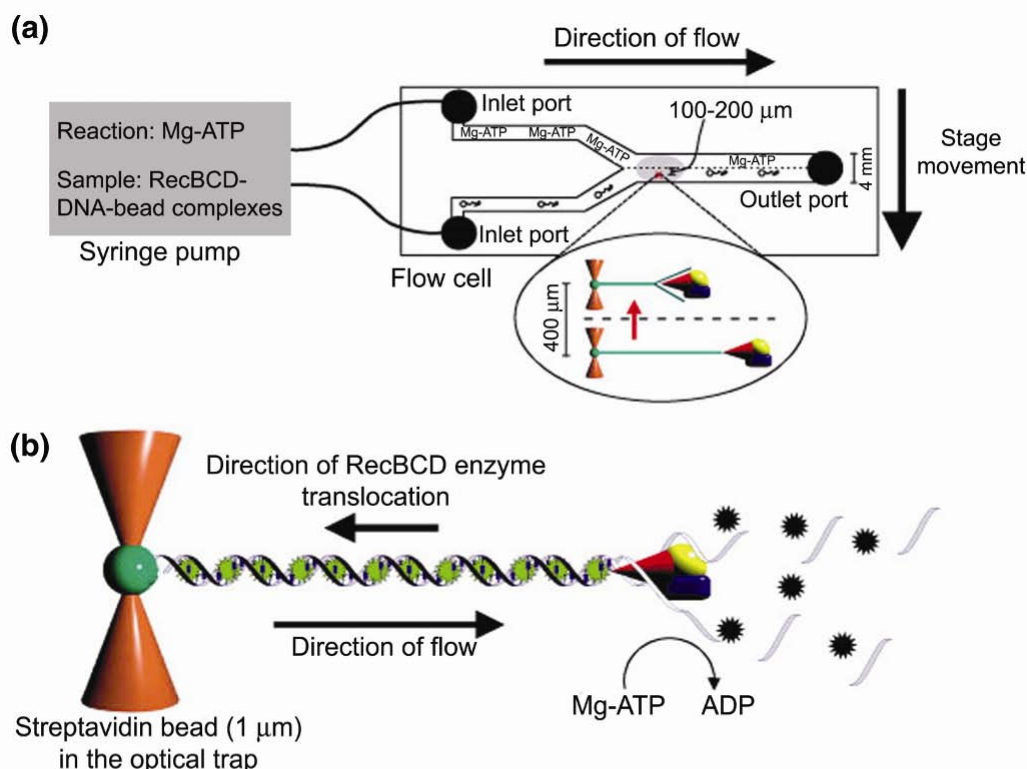 (a)
Direction of flow
Reaction: Mg-ATP
Sample: RecBCD-
DNA-bead complexes
Syringe pump
Inlet port
Mg-ATP Mg-ATP
Mg-ATP
100-200 µm
Mg-ATP
4 mm
Stage
movement
Outlet port
Inlet port
Flow cell
400 µm
(b)
Direction of RecBCD enzyme
translocation
Direction of flow
Mg-ATP ADP
Streptavidin bead (1 µm)
in the optical trap